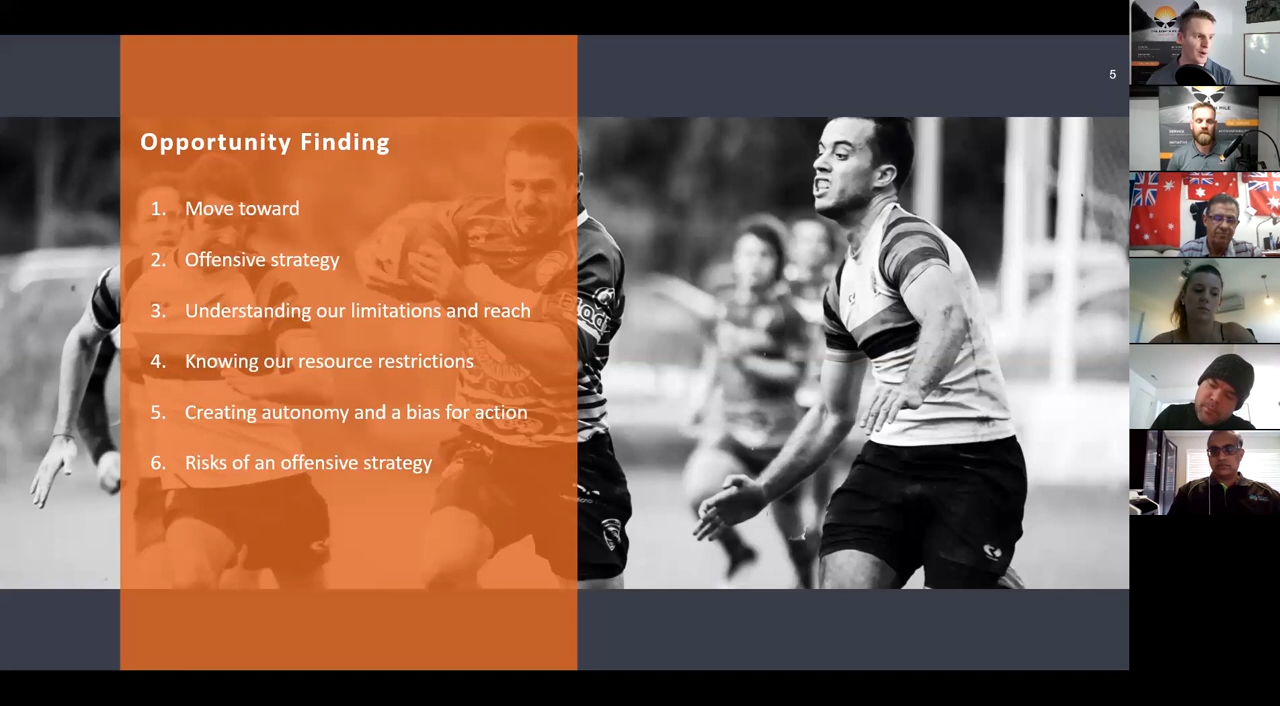 5
Opportunity Finding
1. Move toward
2. Offensive strategy
3. Understanding our limitations and reach
4. Knowing our resource restrictions
5. Creating autonomy and a bias for action
6. Risks of an offensive strategy